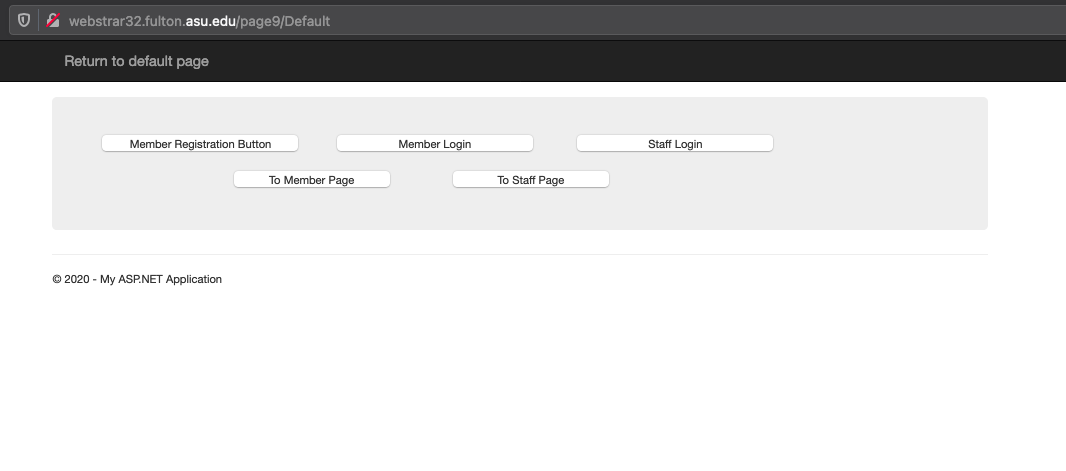 webstrar32.fulton.asu.edu/page9/Default
Return to default page
Member Registration Button Member Login Staff Login
To Member Page To Staff Page
© 2020 - My ASP.NET Application